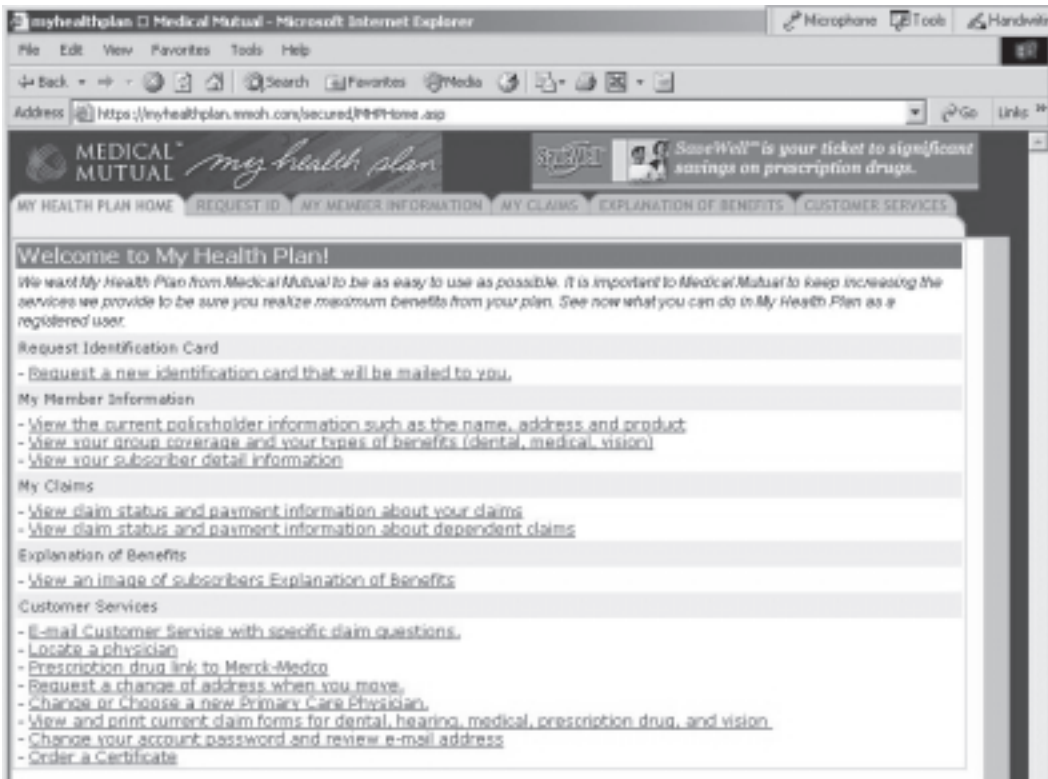 myhealthplan □ Medical Mutual - Microsoft Internet Explorer
Microphone Tools Handwriti
File Edit View Favorites Tools Help
Back Search Favorites Media
Address https://myhealthplan.mmoh.com/secured/MHPHome.asp Go Links »
MEDICAL™ MUTUAL my health plan
SaveWell SaveWell℠ is your ticket to significant
savings on prescription drugs.
MY HEALTH PLAN HOME REQUEST ID MY MEMBER INFORMATION MY CLAIMS EXPLANATION OF BENEFITS CUSTOMER SERVICES
Welcome to My Health Plan!
We want My Health Plan from Medical Mutual to be as easy to use as possible. It is important to Medical Mutual to keep increasing the
services we provide to be sure you realize maximum benefits from your plan. See now what you can do in My Health Plan as a
registered user.
Request Identification Card
- Request a new identification card that will be mailed to you.
My Member Information
- View the current policyholder information such as the name, address and product
- View your group coverage and your types of benefits (dental, medical, vision)
- View your subscriber detail information
My Claims
- View claim status and payment information about your claims
- View claim status and payment information about dependent claims
Explanation of Benefits
- View an image of subscribers Explanation of Benefits
Customer Services
- E-mail Customer Service with specific claim questions.
- Locate a physician
- Prescription drug link to Merck-Medco
- Request a change of address when you move.
- Change or Choose a new Primary Care Physician.
- View and print current claim forms for dental, hearing, medical, prescription drug, and vision
- Change your account password and review e-mail address
- Order a Certificate